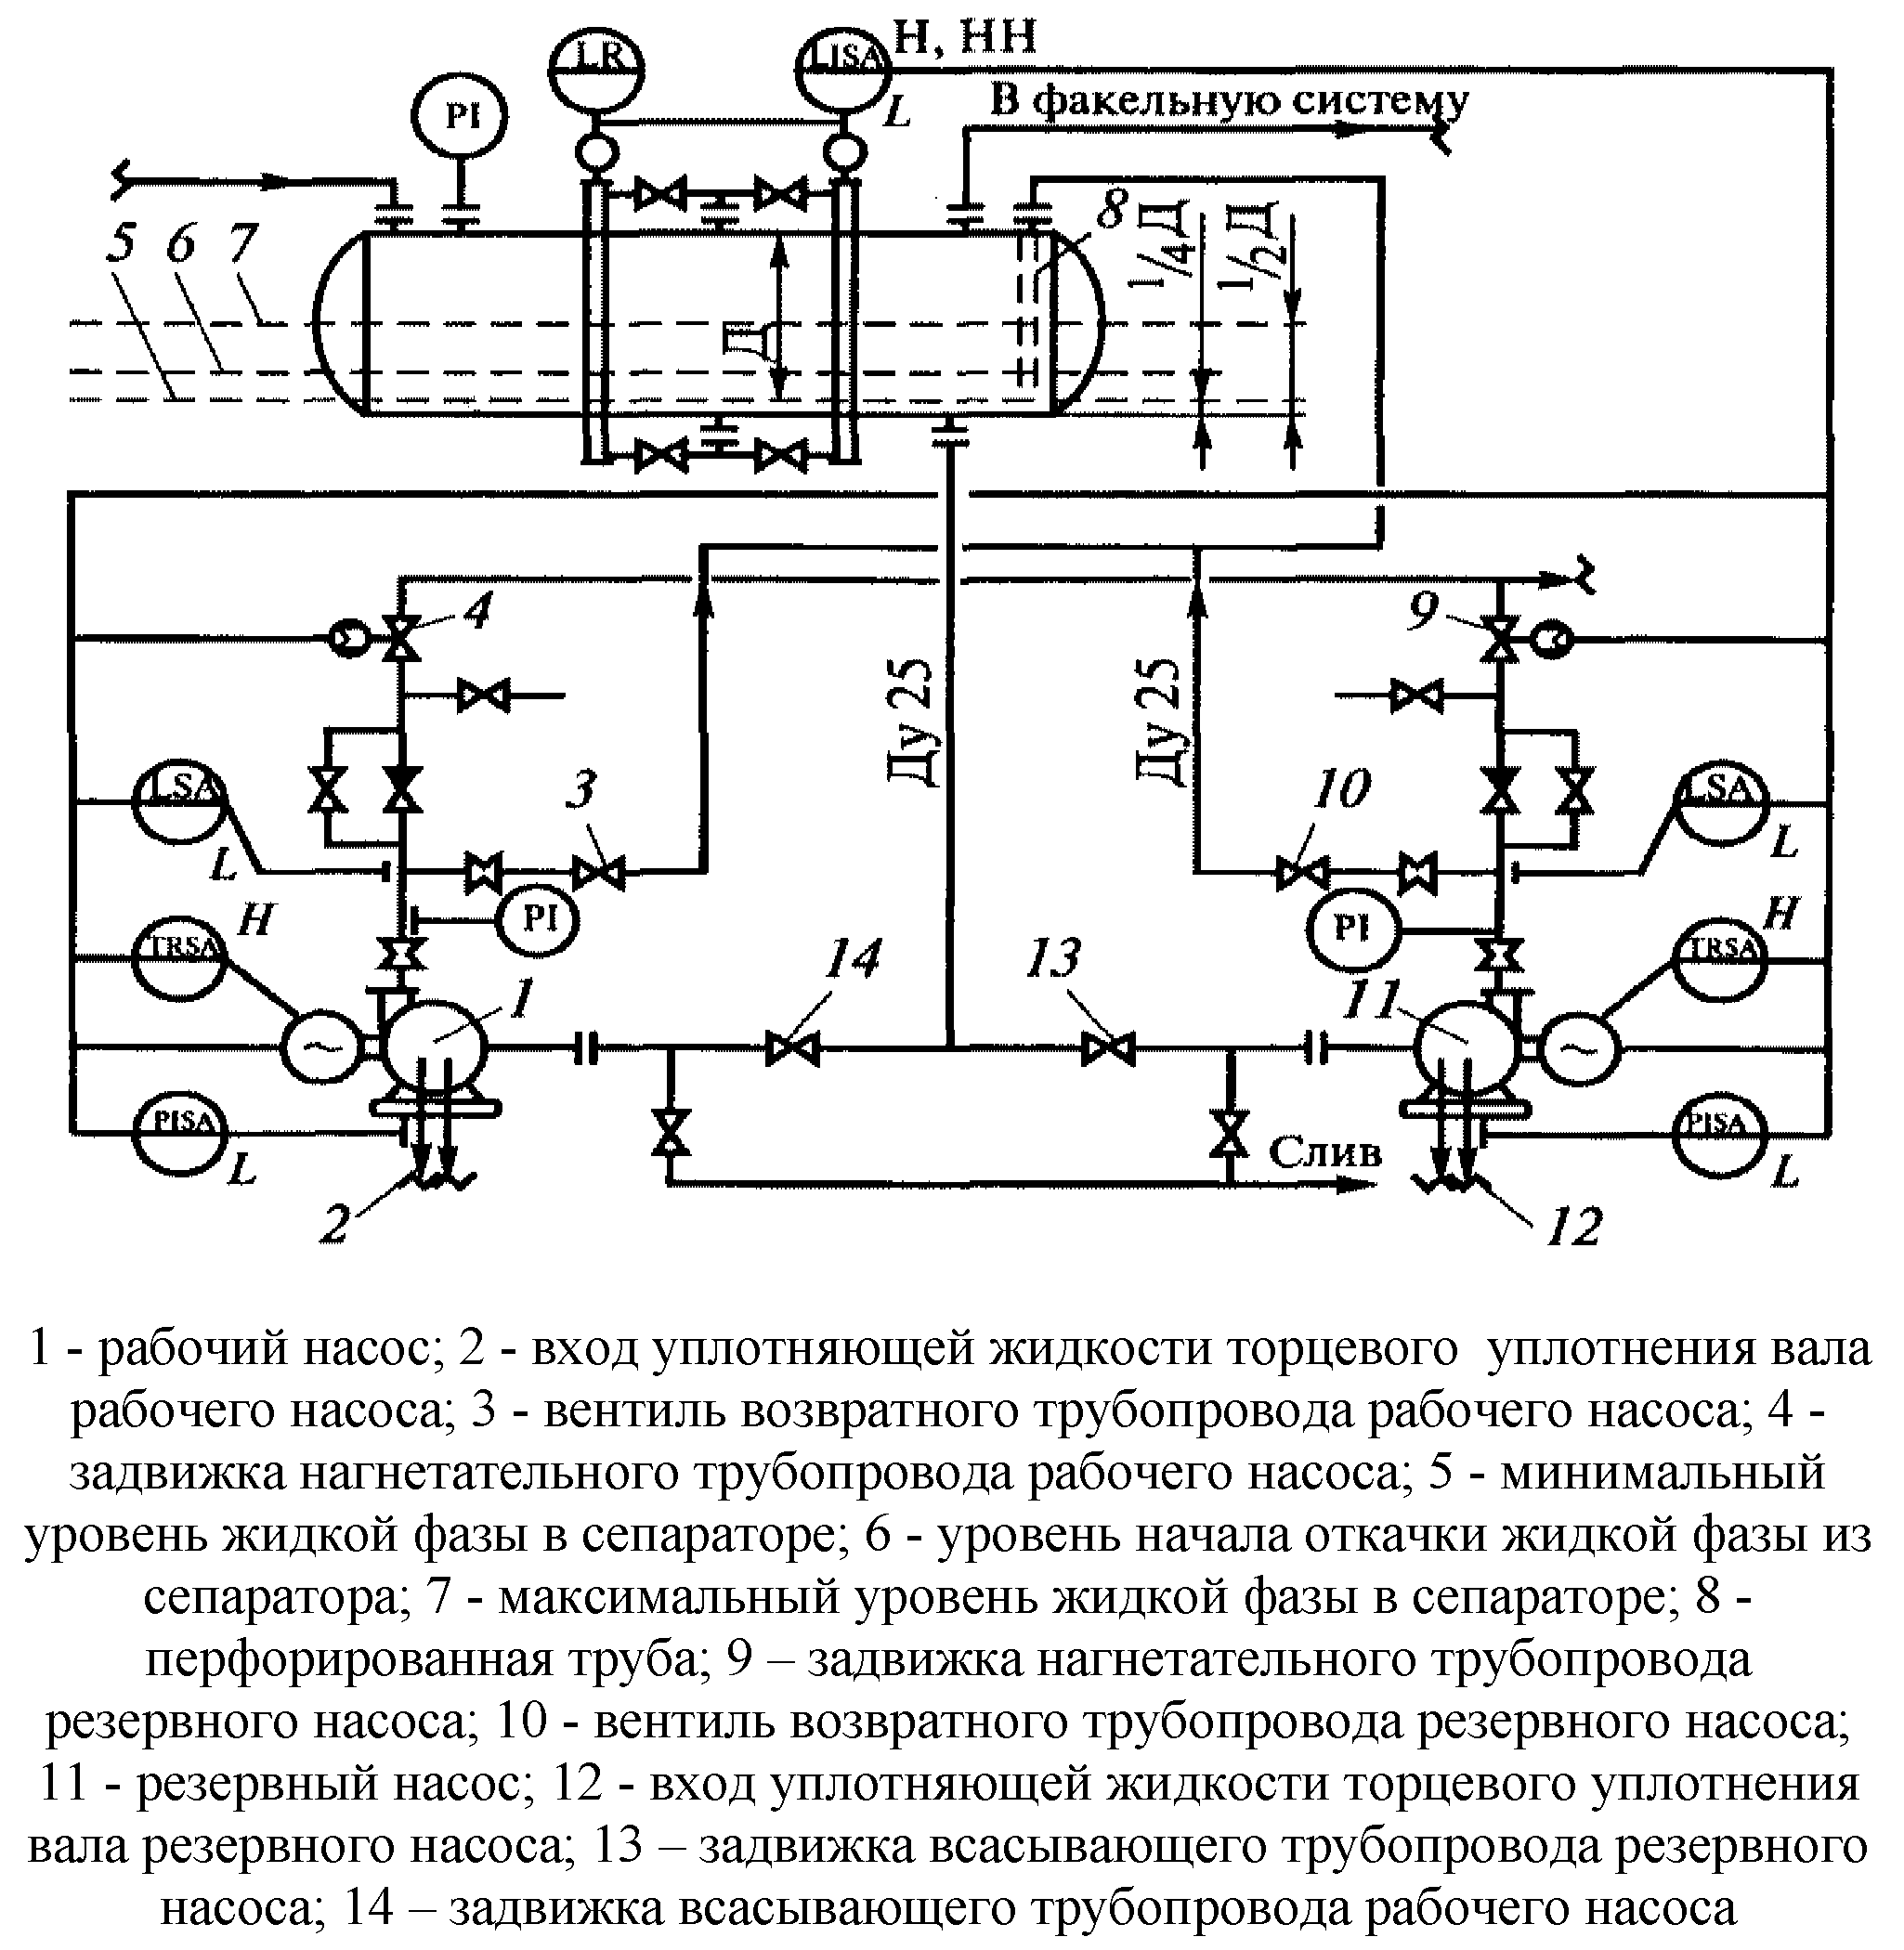 LR
LISA
Н, НН
L
В факельную систему
PI
5
6
7
8
1/4Д
1/2Д
Д
4
9
Ду 25
Ду 25
LSA
L
3
10
LSA
L
H
PI
PI
H
TRSA
TRSA
14
13
1
11
~
~
PISA
L
Слив
PISA
L
2
12
1 - рабочий насос; 2 - вход уплотняющей жидкости торцевого уплотнения вала
рабочего насоса; 3 - вентиль возвратного трубопровода рабочего насоса; 4 -
задвижка нагнетательного трубопровода рабочего насоса; 5 - минимальный
уровень жидкой фазы в сепараторе; 6 - уровень начала откачки жидкой фазы из
сепаратора; 7 - максимальный уровень жидкой фазы в сепараторе; 8 -
перфорированная труба; 9 – задвижка нагнетательного трубопровода
резервного насоса; 10 - вентиль возвратного трубопровода резервного насоса;
11 - резервный насос; 12 - вход уплотняющей жидкости торцевого уплотнения
вала резервного насоса; 13 – задвижка всасывающего трубопровода резервного
насоса; 14 – задвижка всасывающего трубопровода рабочего насоса